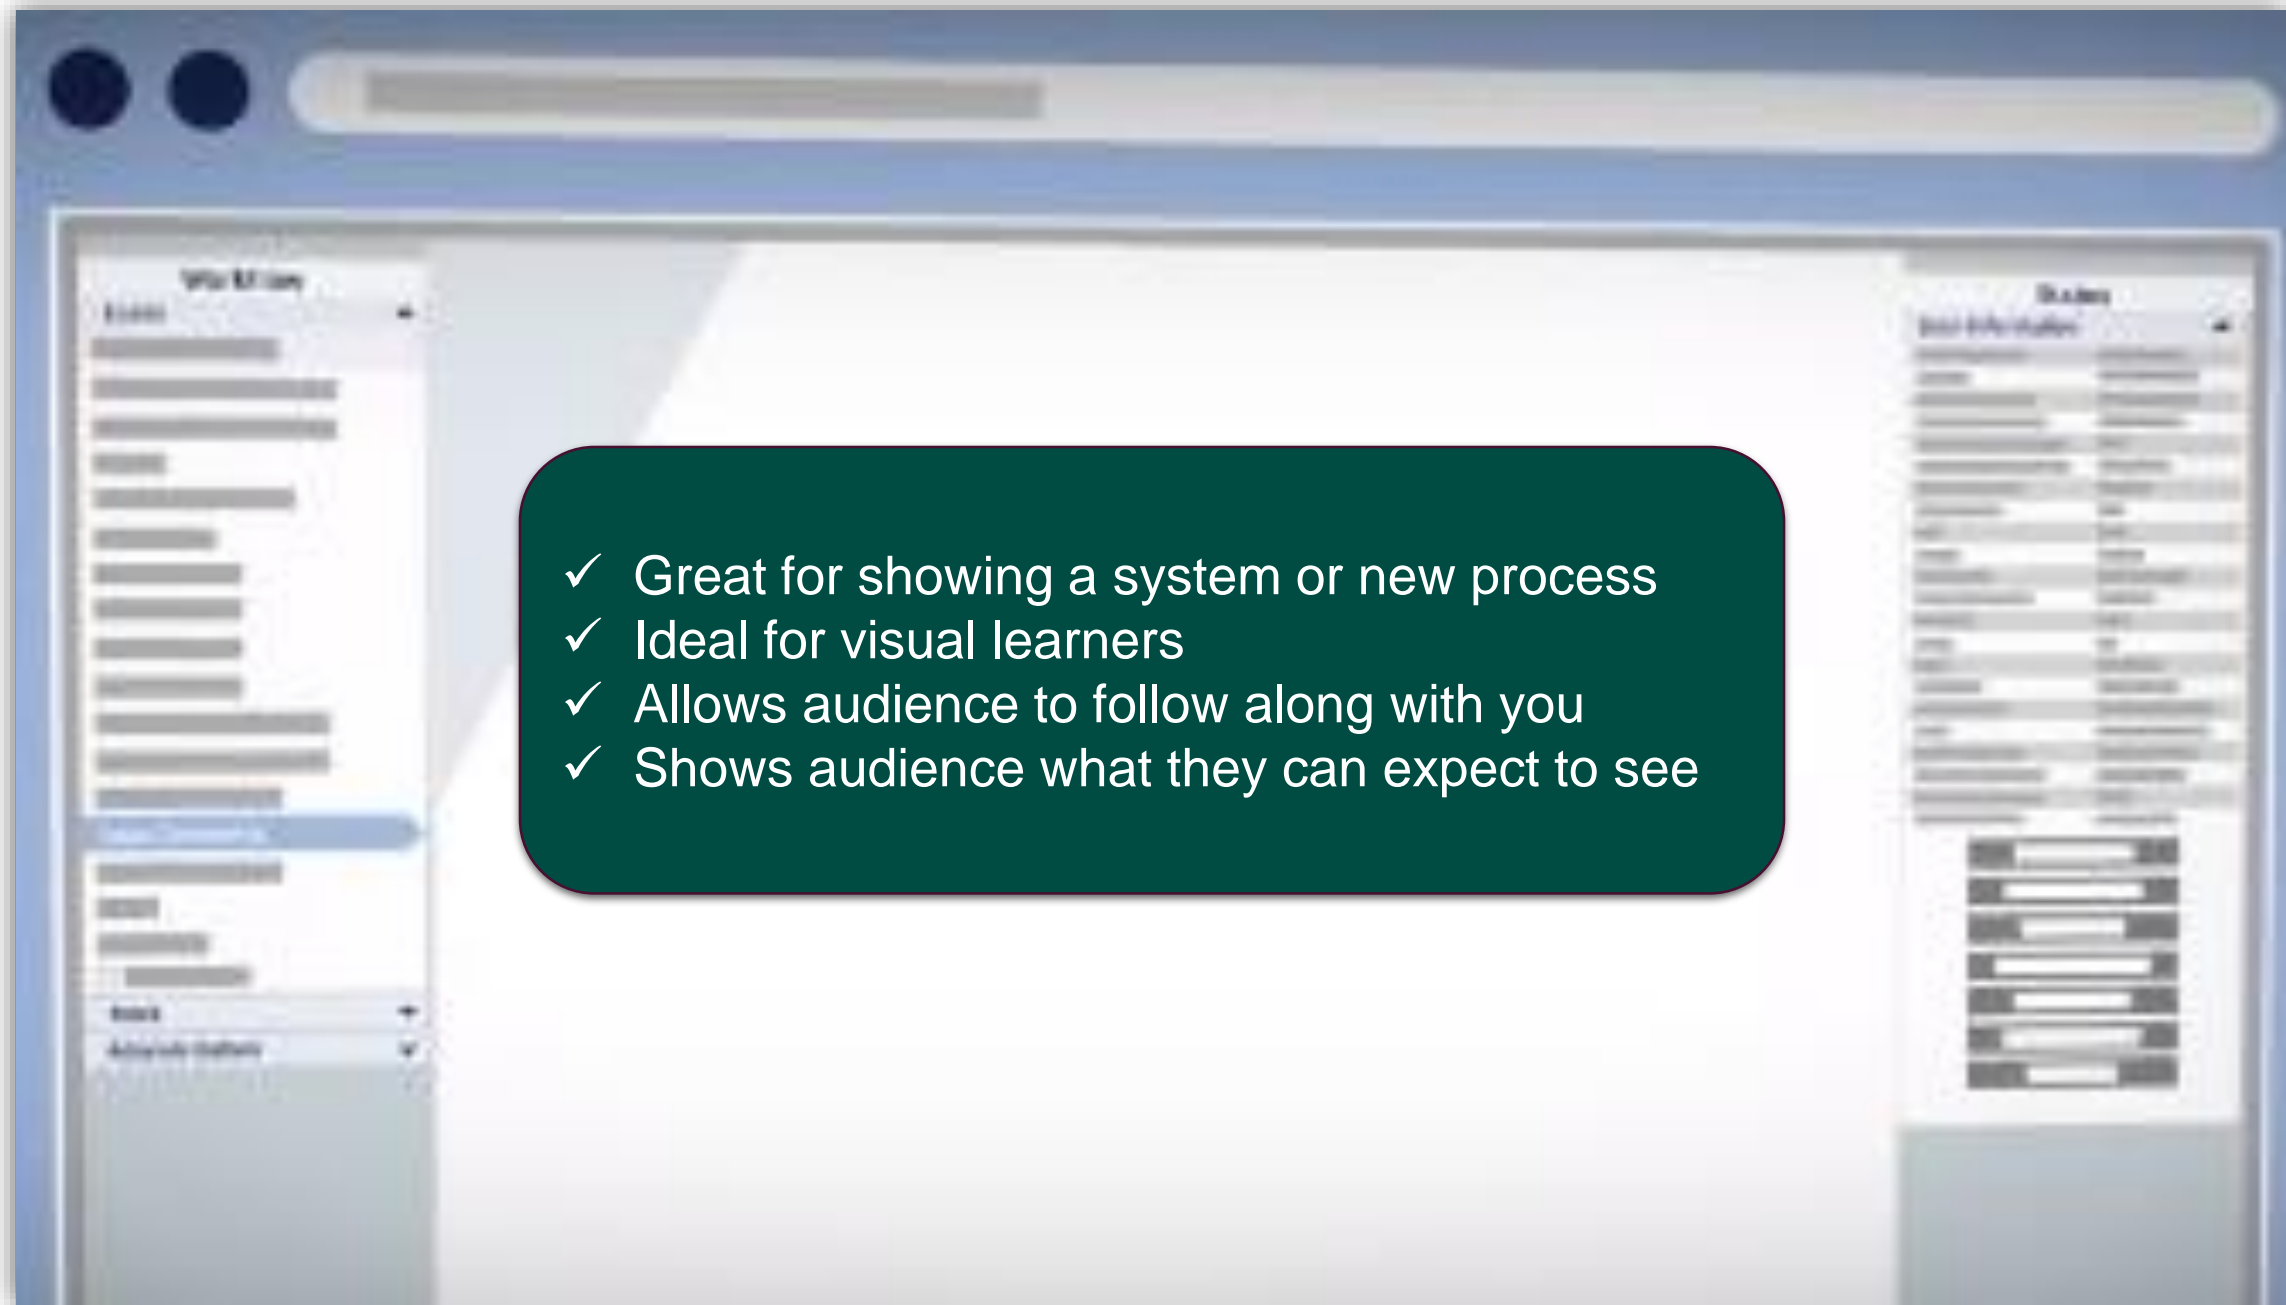 ✓ Great for showing a system or new process
✓ Ideal for visual learners
✓ Allows audience to follow along with you
✓ Shows audience what they can expect to see